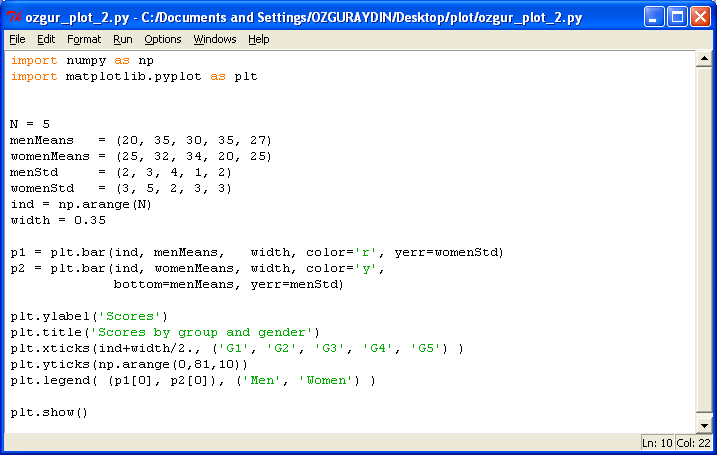 ozgur_plot_2.py - C:/Documents and Settings/OZGURAYDIN/Desktop/plot/ozgur_plot_2.py
File Edit Format Run Options Windows Help
import numpy as np
import matplotlib.pyplot as plt
N = 5
menMeans   = (20, 35, 30, 35, 27)
womenMeans = (25, 32, 34, 20, 25)
menStd     = (2, 3, 4, 1, 2)
womenStd   = (3, 5, 2, 3, 3)
ind = np.arange(N)
width = 0.35
p1 = plt.bar(ind, menMeans,   width, color='r', yerr=womenStd)
p2 = plt.bar(ind, womenMeans, width, color='y',
             bottom=menMeans, yerr=menStd)
plt.ylabel('Scores')
plt.title('Scores by group and gender')
plt.xticks(ind+width/2., ('G1', 'G2', 'G3', 'G4', 'G5') )
plt.yticks(np.arange(0,81,10))
plt.legend( (p1[0], p2[0]), ('Men', 'Women') )
plt.show()
Ln: 10 Col: 22